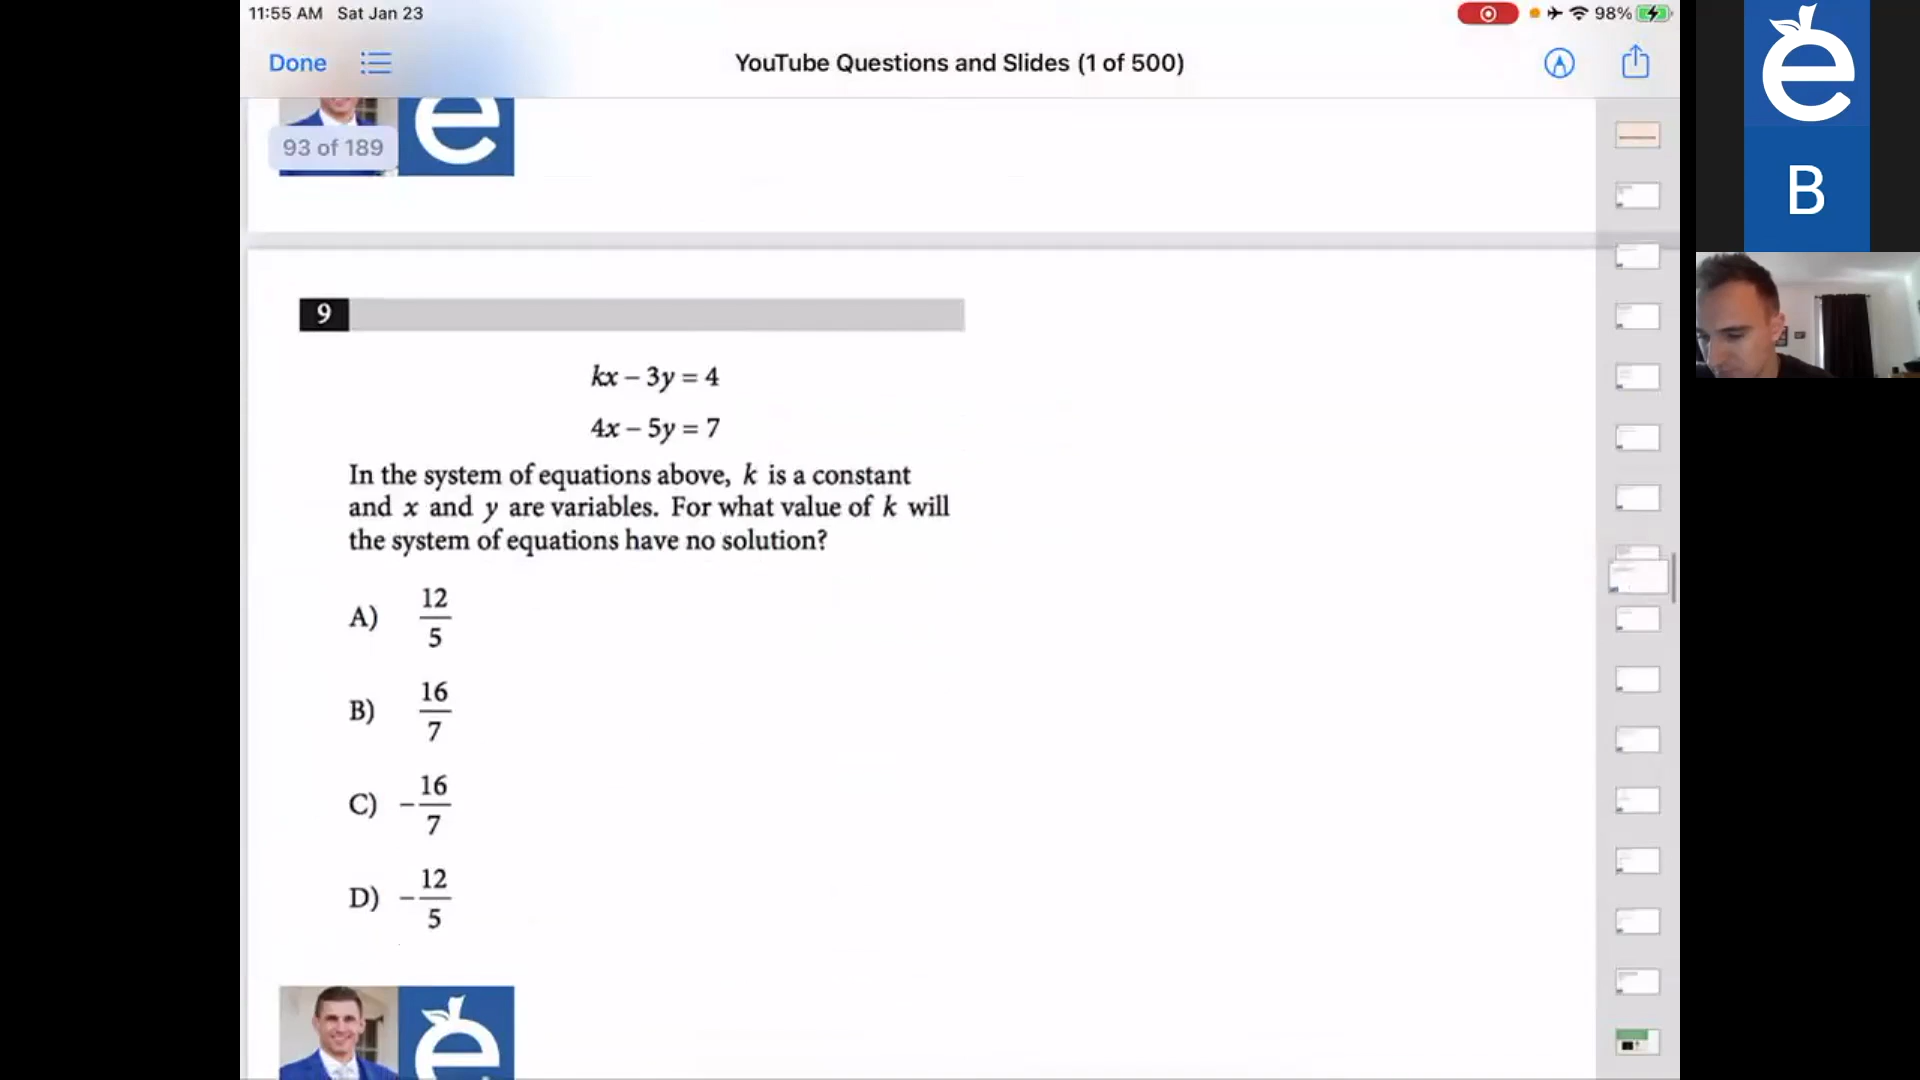 11:55 AM Sat Jan 23
98%
Done
YouTube Questions and Slides (1 of 500)
e
B
93 of 189
e
9
kx – 3y = 4
4x – 5y = 7
In the system of equations above, k is a constant
and x and y are variables. For what value of k will
the system of equations have no solution?
A) 12/5
B) 16/7
C) –16/7
D) –12/5
e